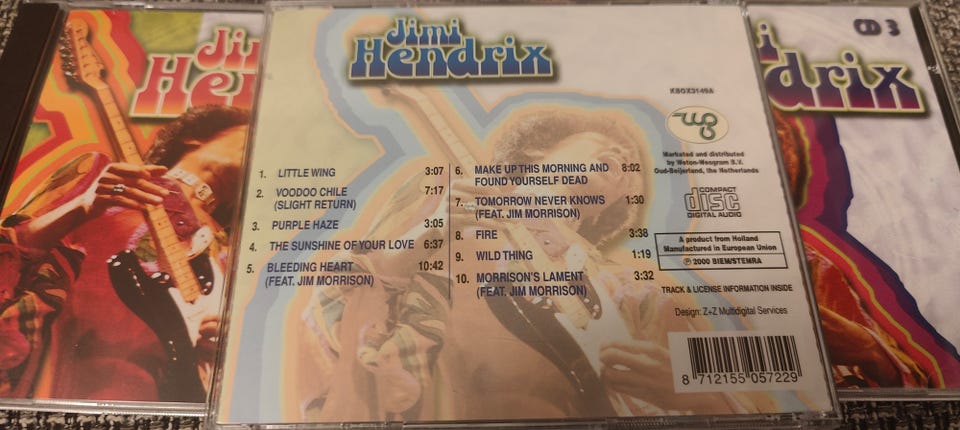 Ji
He
Jimi
Hendrix
1. LITTLE WING 3:07
2. VOODOO CHILE 7:17
(SLIGHT RETURN)
3. PURPLE HAZE 3:05
4. THE SUNSHINE OF YOUR LOVE 6:37
5. BLEEDING HEART 10:42
(FEAT. JIM MORRISON)
6. MAKE UP THIS MORNING AND 8:02
FOUND YOURSELF DEAD
7. TOMORROW NEVER KNOWS 1:30
(FEAT. JIM MORRISON)
8. FIRE 3:38
9. WILD THING 1:19
10. MORRISON'S LAMENT 3:32
(FEAT. JIM MORRISON)
KBOX3149A
wg
Marketed and distributed
by Weton-Wesgram B.V.
Oud-Beijerland, the Netherlands
COMPACT
disc
DIGITAL AUDIO
A product from Holland
Manufactured in European Union
℗ 2000 BIEM/STEMRA
TRACK & LICENSE INFORMATION INSIDE
Design: Z+Z Multidigital Services
8 712155 057229
CD 3
i
drix